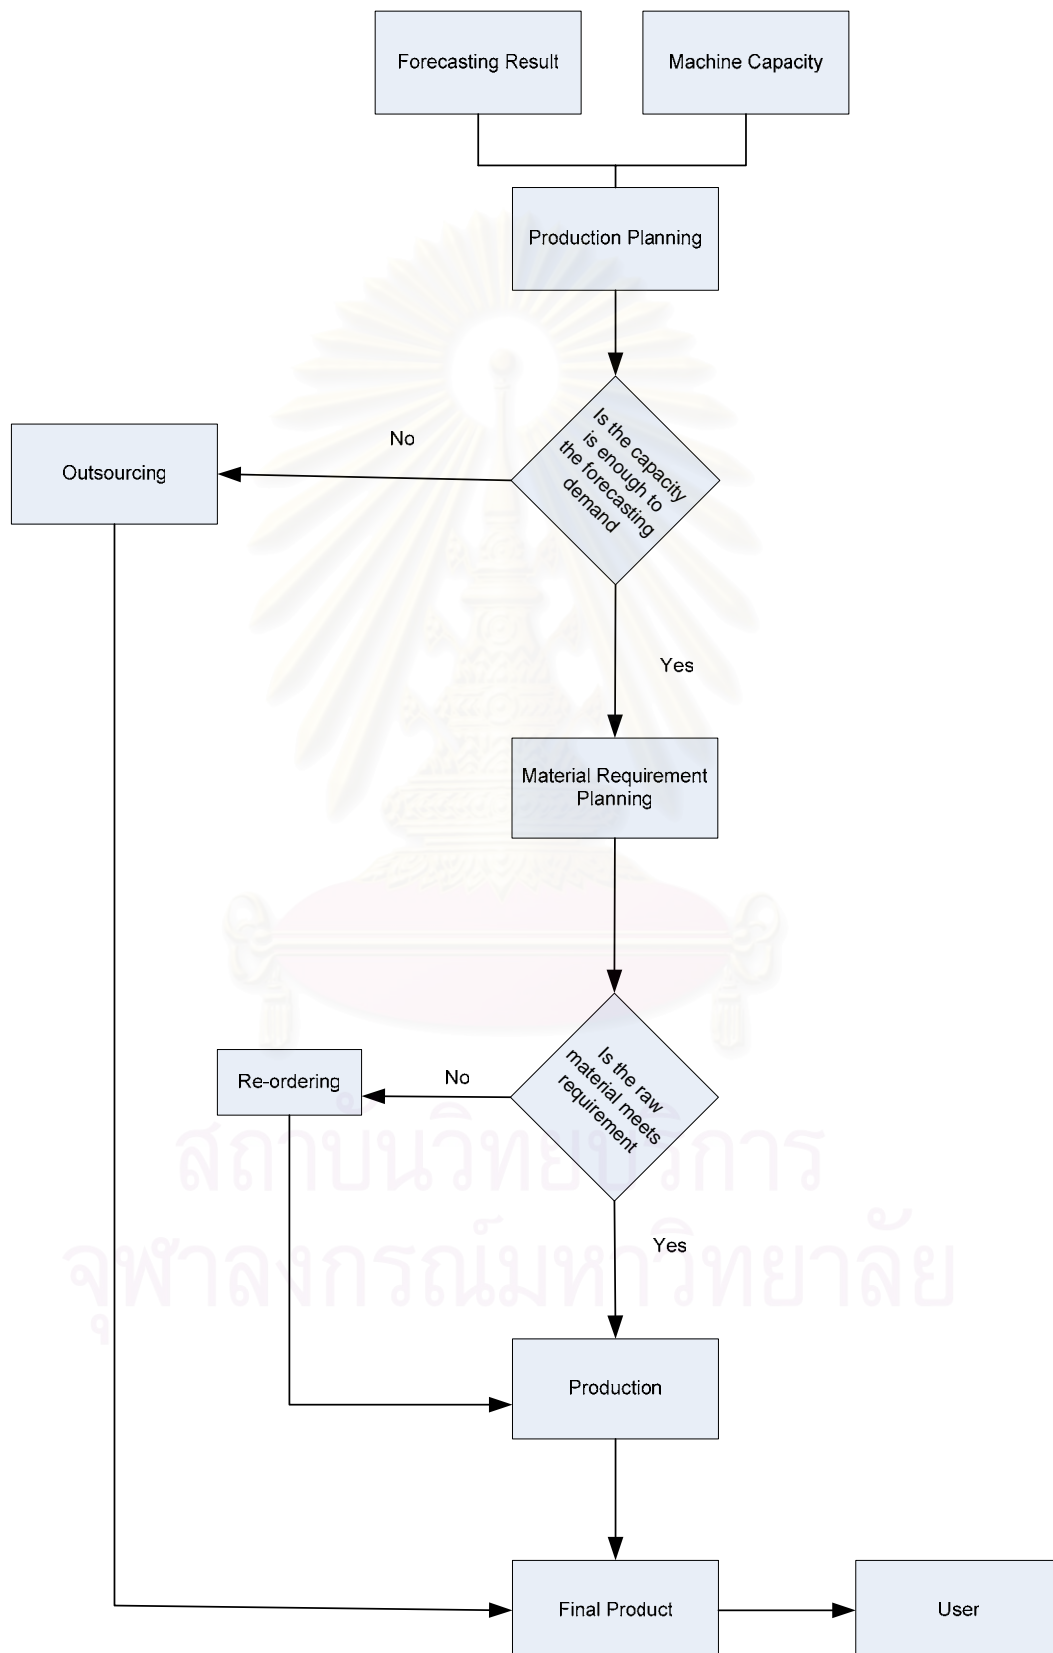 Forecasting Result
Machine Capacity
Production Planning
Is the capacity
is enough to
the forecasting
demand
No
Outsourcing
Yes
Material Requirement
Planning
Is the raw
material meets
requirement
No
Re-ordering
สถาบันวิทยบริการ
Yes
จุฬาลงกรณ์มหาวิทยาลัย
Production
Final Product
User